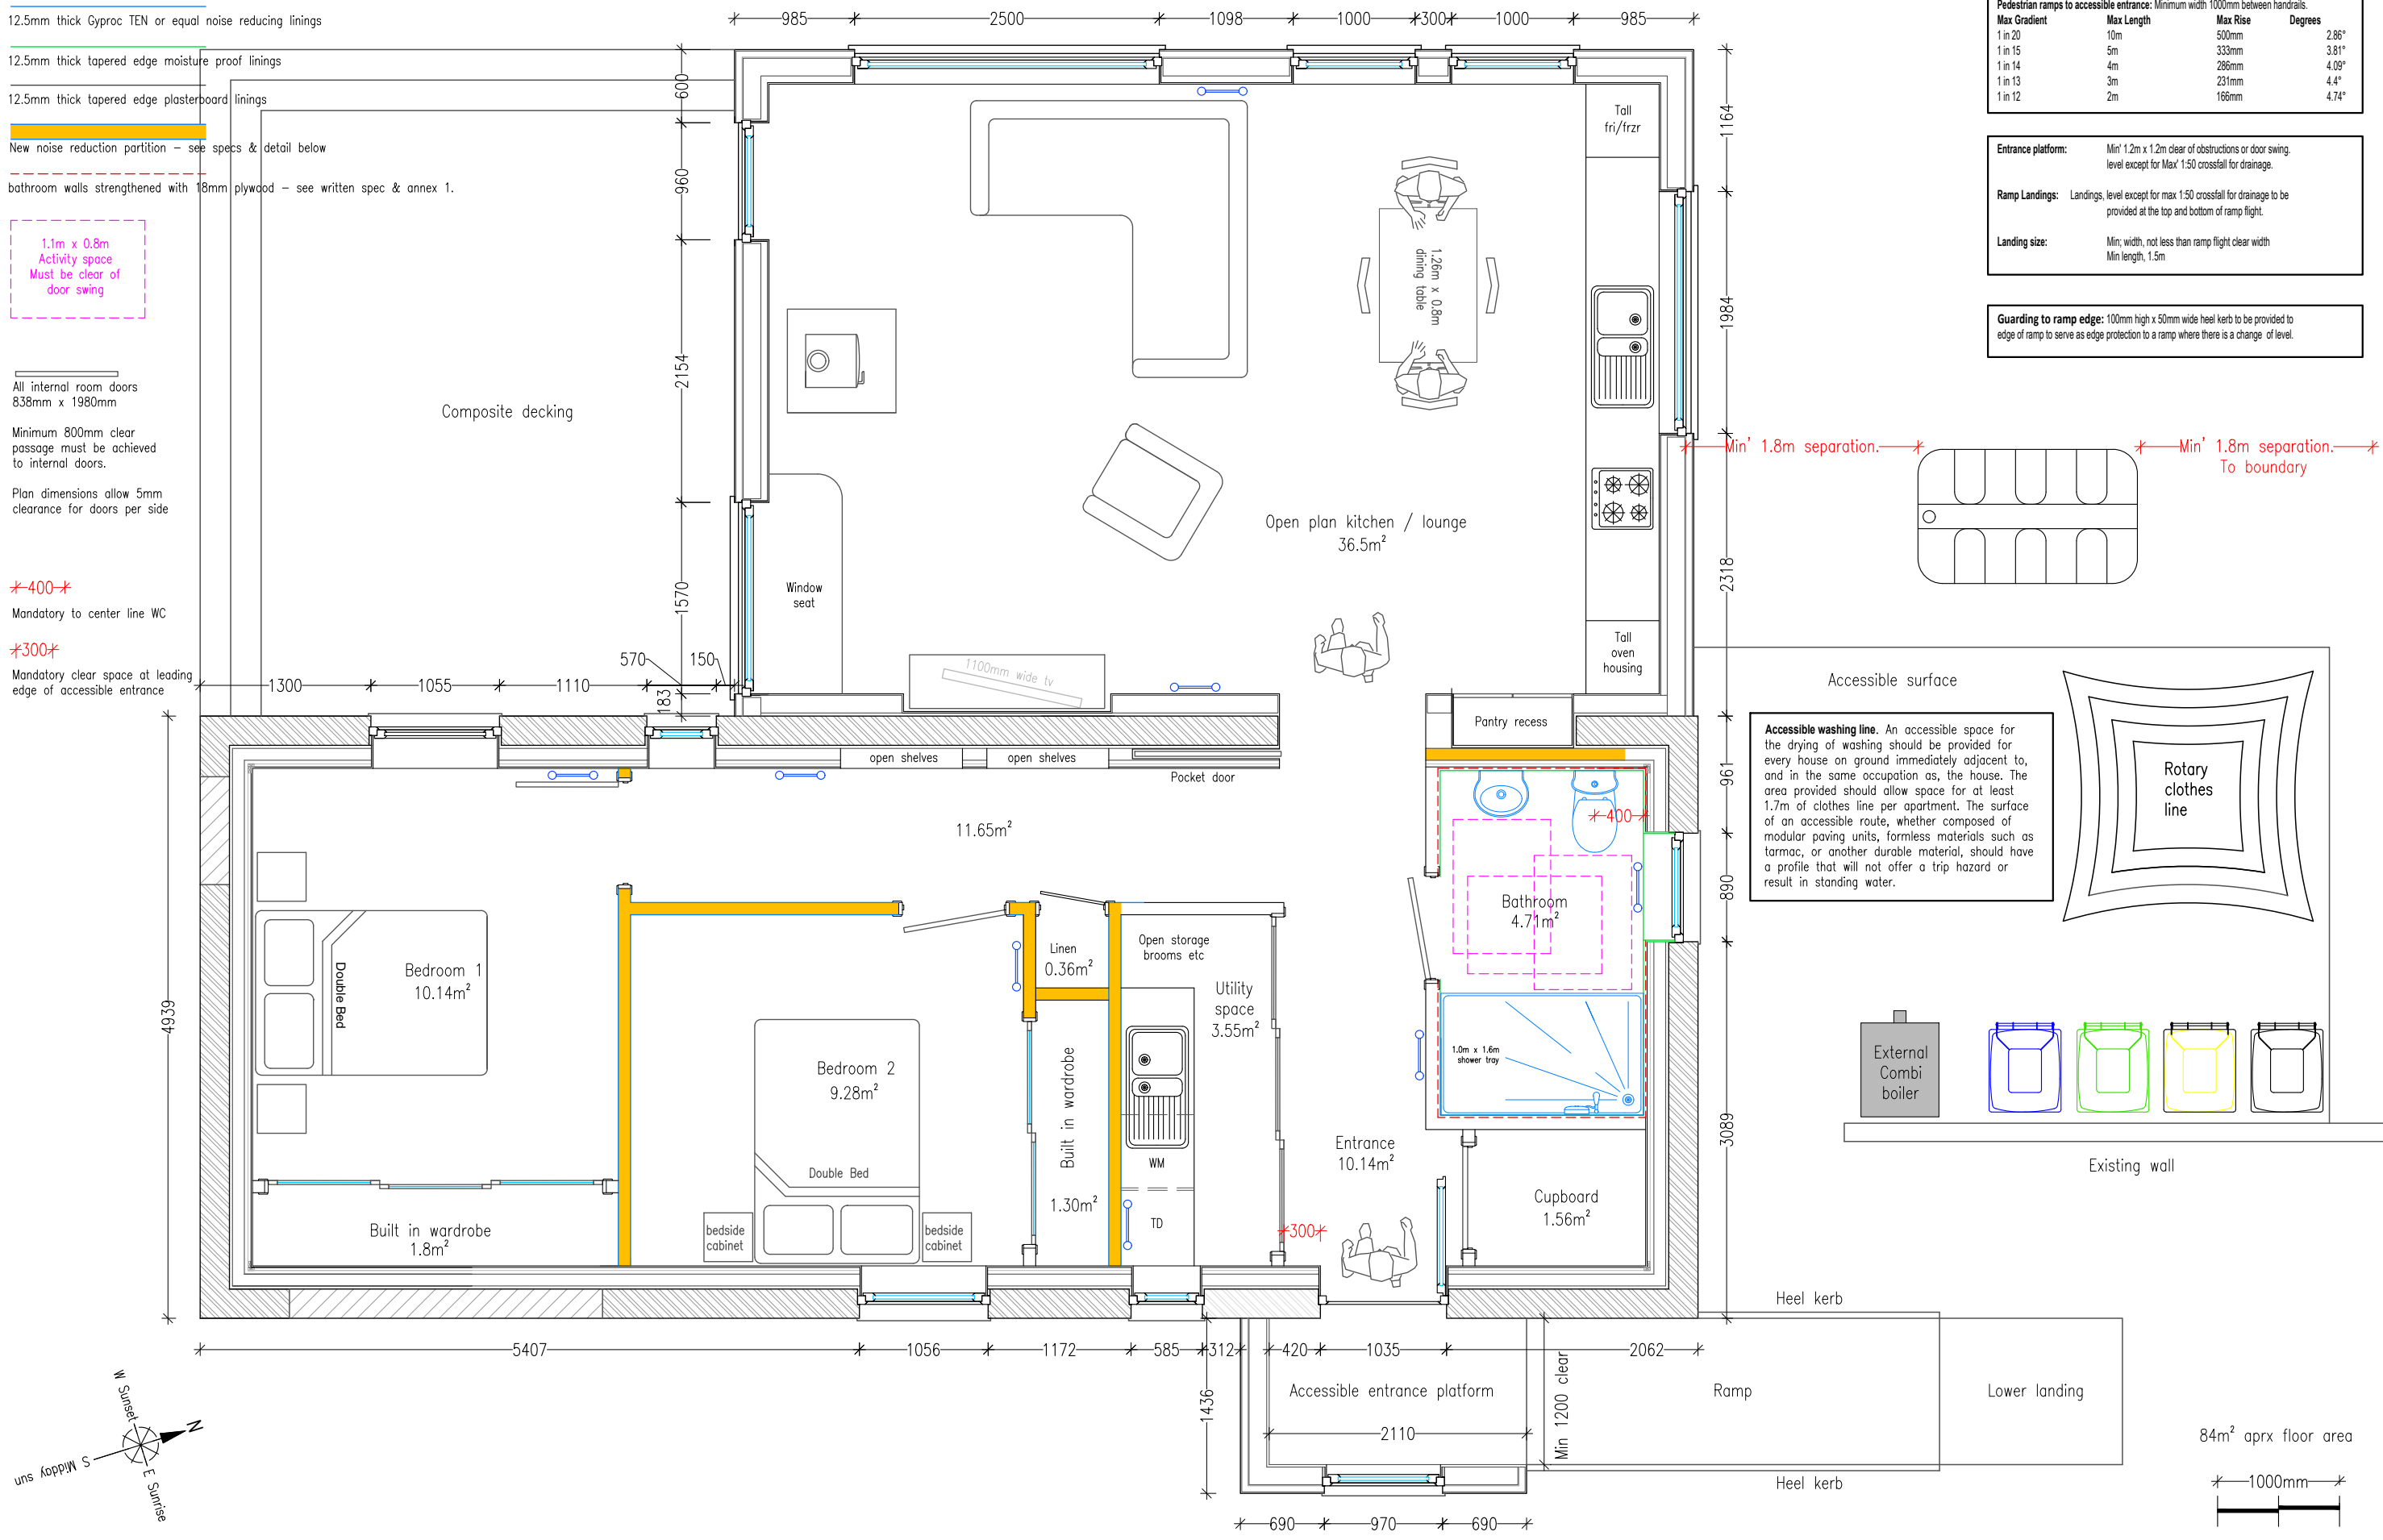 12.5mm thick Gyproc TEN or equal noise reducing linings
12.5mm thick tapered edge moisture proof linings
12.5mm thick tapered edge plasterboard linings
New noise reduction partition – see specs & detail below
bathroom walls strengthened with 18mm plywood – see written spec & annex 1.
1.1m x 0.8m
Activity space
Must be clear of
door swing
All internal room doors
838mm x 1980mm
Minimum 800mm clear
passage must be achieved
to internal doors.
Plan dimensions allow 5mm
clearance for doors per side
400
Mandatory to center line WC
300
Mandatory clear space at leading
edge of accessible entrance
985 2500 1098 1000 300 1000 985
600
960
2154
1570
183
570 150
1300 1055 1110
Composite decking
Tall
fri/frzr
1.26m x 0.8m
dining table
Open plan kitchen / lounge
36.5m²
Window
seat
1100mm wide tv
Tall
oven
housing
Pantry recess
1164
1984
2318
961
890
3089
Pedestrian ramps to accessible entrance: Minimum width 1000mm between handrails.
Max Gradient Max Length Max Rise Degrees
1 in 20 10m 500mm 2.86°
1 in 15 5m 333mm 3.81°
1 in 14 4m 286mm 4.09°
1 in 13 3m 231mm 4.4°
1 in 12 2m 166mm 4.74°
Entrance platform: Min' 1.2m x 1.2m clear of obstructions or door swing.
level except for Max' 1:50 crossfall for drainage.
Ramp Landings: Landings, level except for max 1:50 crossfall for drainage to be
provided at the top and bottom of ramp flight.
Landing size: Min; width, not less than ramp flight clear width
Min length, 1.5m
Guarding to ramp edge: 100mm high x 50mm wide heel kerb to be provided to
edge of ramp to serve as edge protection to a ramp where there is a change of level.
Min' 1.8m separation.
Min' 1.8m separation.
To boundary
Accessible surface
Accessible washing line. An accessible space for
the drying of washing should be provided for
every house on ground immediately adjacent to,
and in the same occupation as, the house. The
area provided should allow space for at least
1.7m of clothes line per apartment. The surface
of an accessible route, whether composed of
modular paving units, formless materials such as
tarmac, or another durable material, should have
a profile that will not offer a trip hazard or
result in standing water.
Rotary
clothes
line
External
Combi
boiler
Existing wall
open shelves open shelves
Pocket door
11.65m²
400
Bathroom
4.71m²
1.0m x 1.6m
shower tray
4939
Double Bed
Bedroom 1
10.14m²
Built in wardrobe
1.8m²
Bedroom 2
9.28m²
Double Bed
bedside
cabinet
bedside
cabinet
Linen
0.36m²
Built in wardrobe
1.30m²
Open storage
brooms etc
Utility
space
3.55m²
WM
TD
Entrance
10.14m²
300
Cupboard
1.56m²
5407 1056 1172 585 312 420 1035 2062
1436
Accessible entrance platform
2110
Min 1200 clear
690 970 690
Heel kerb
Ramp
Lower landing
Heel kerb
W Sunset
N
S Midday sun
E Sunrise
84m² aprx floor area
1000mm